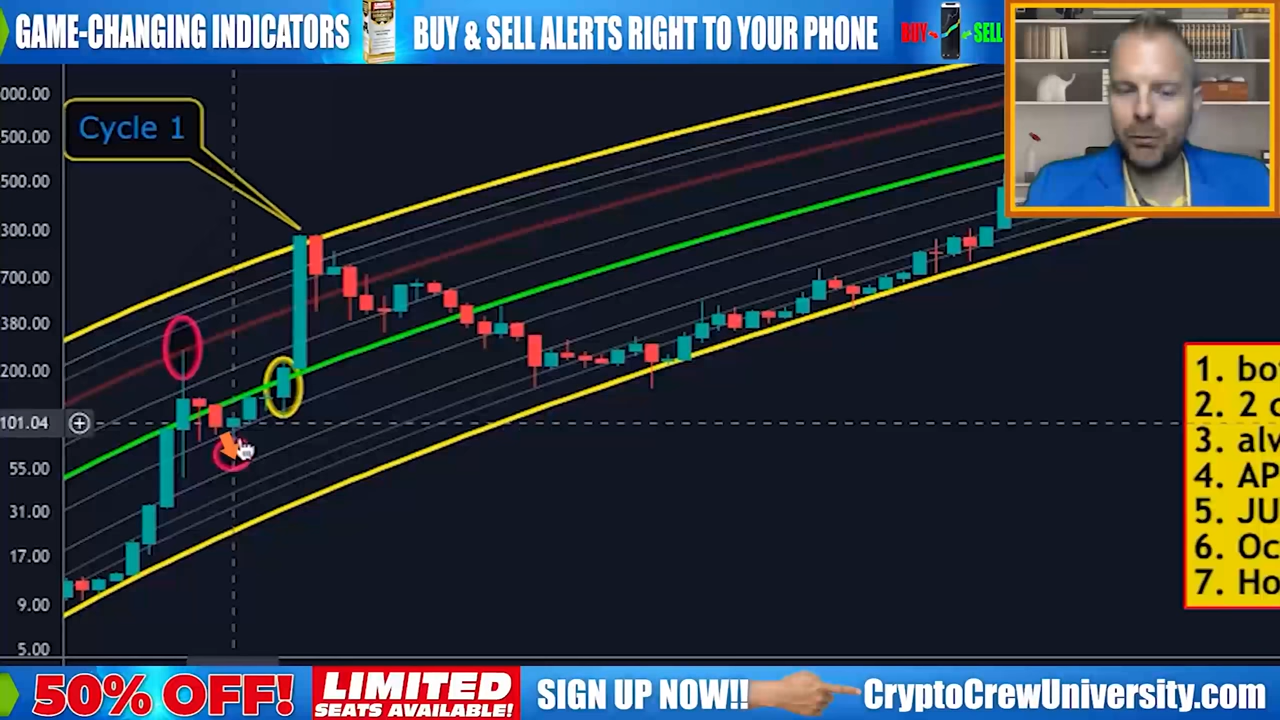 GAME-CHANGING INDICATORS
BUY & SELL ALERTS RIGHT TO YOUR PHONE
BUY
SELL
Cycle 1
000.00
500.00
500.00
300.00
700.00
380.00
200.00
101.04
55.00
31.00
17.00
9.00
5.00
1. bo
2. 2
3. al
4. AP
5. JU
6. Oc
7. Ho
50% OFF!
LIMITED
SEATS AVAILABLE!
SIGN UP NOW!!
CryptoCrewUniversity.com